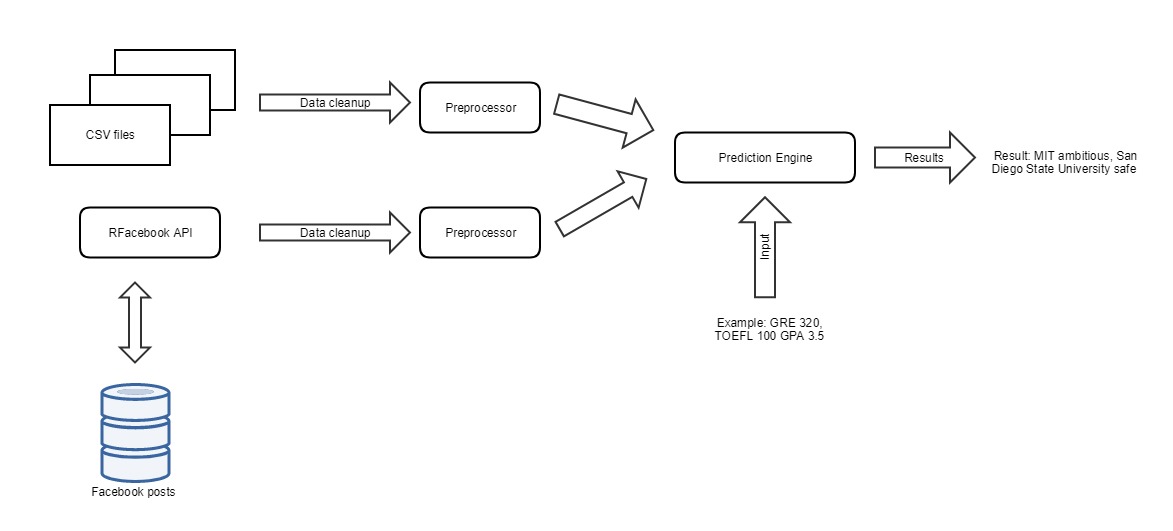 CSV files
Data cleanup
Preprocessor
Prediction Engine
Results
Result: MIT ambitious, San
Diego State University safe
RFacebook API
Data cleanup
Preprocessor
Input
Example: GRE 320,
TOEFL 100 GPA 3.5
Facebook posts